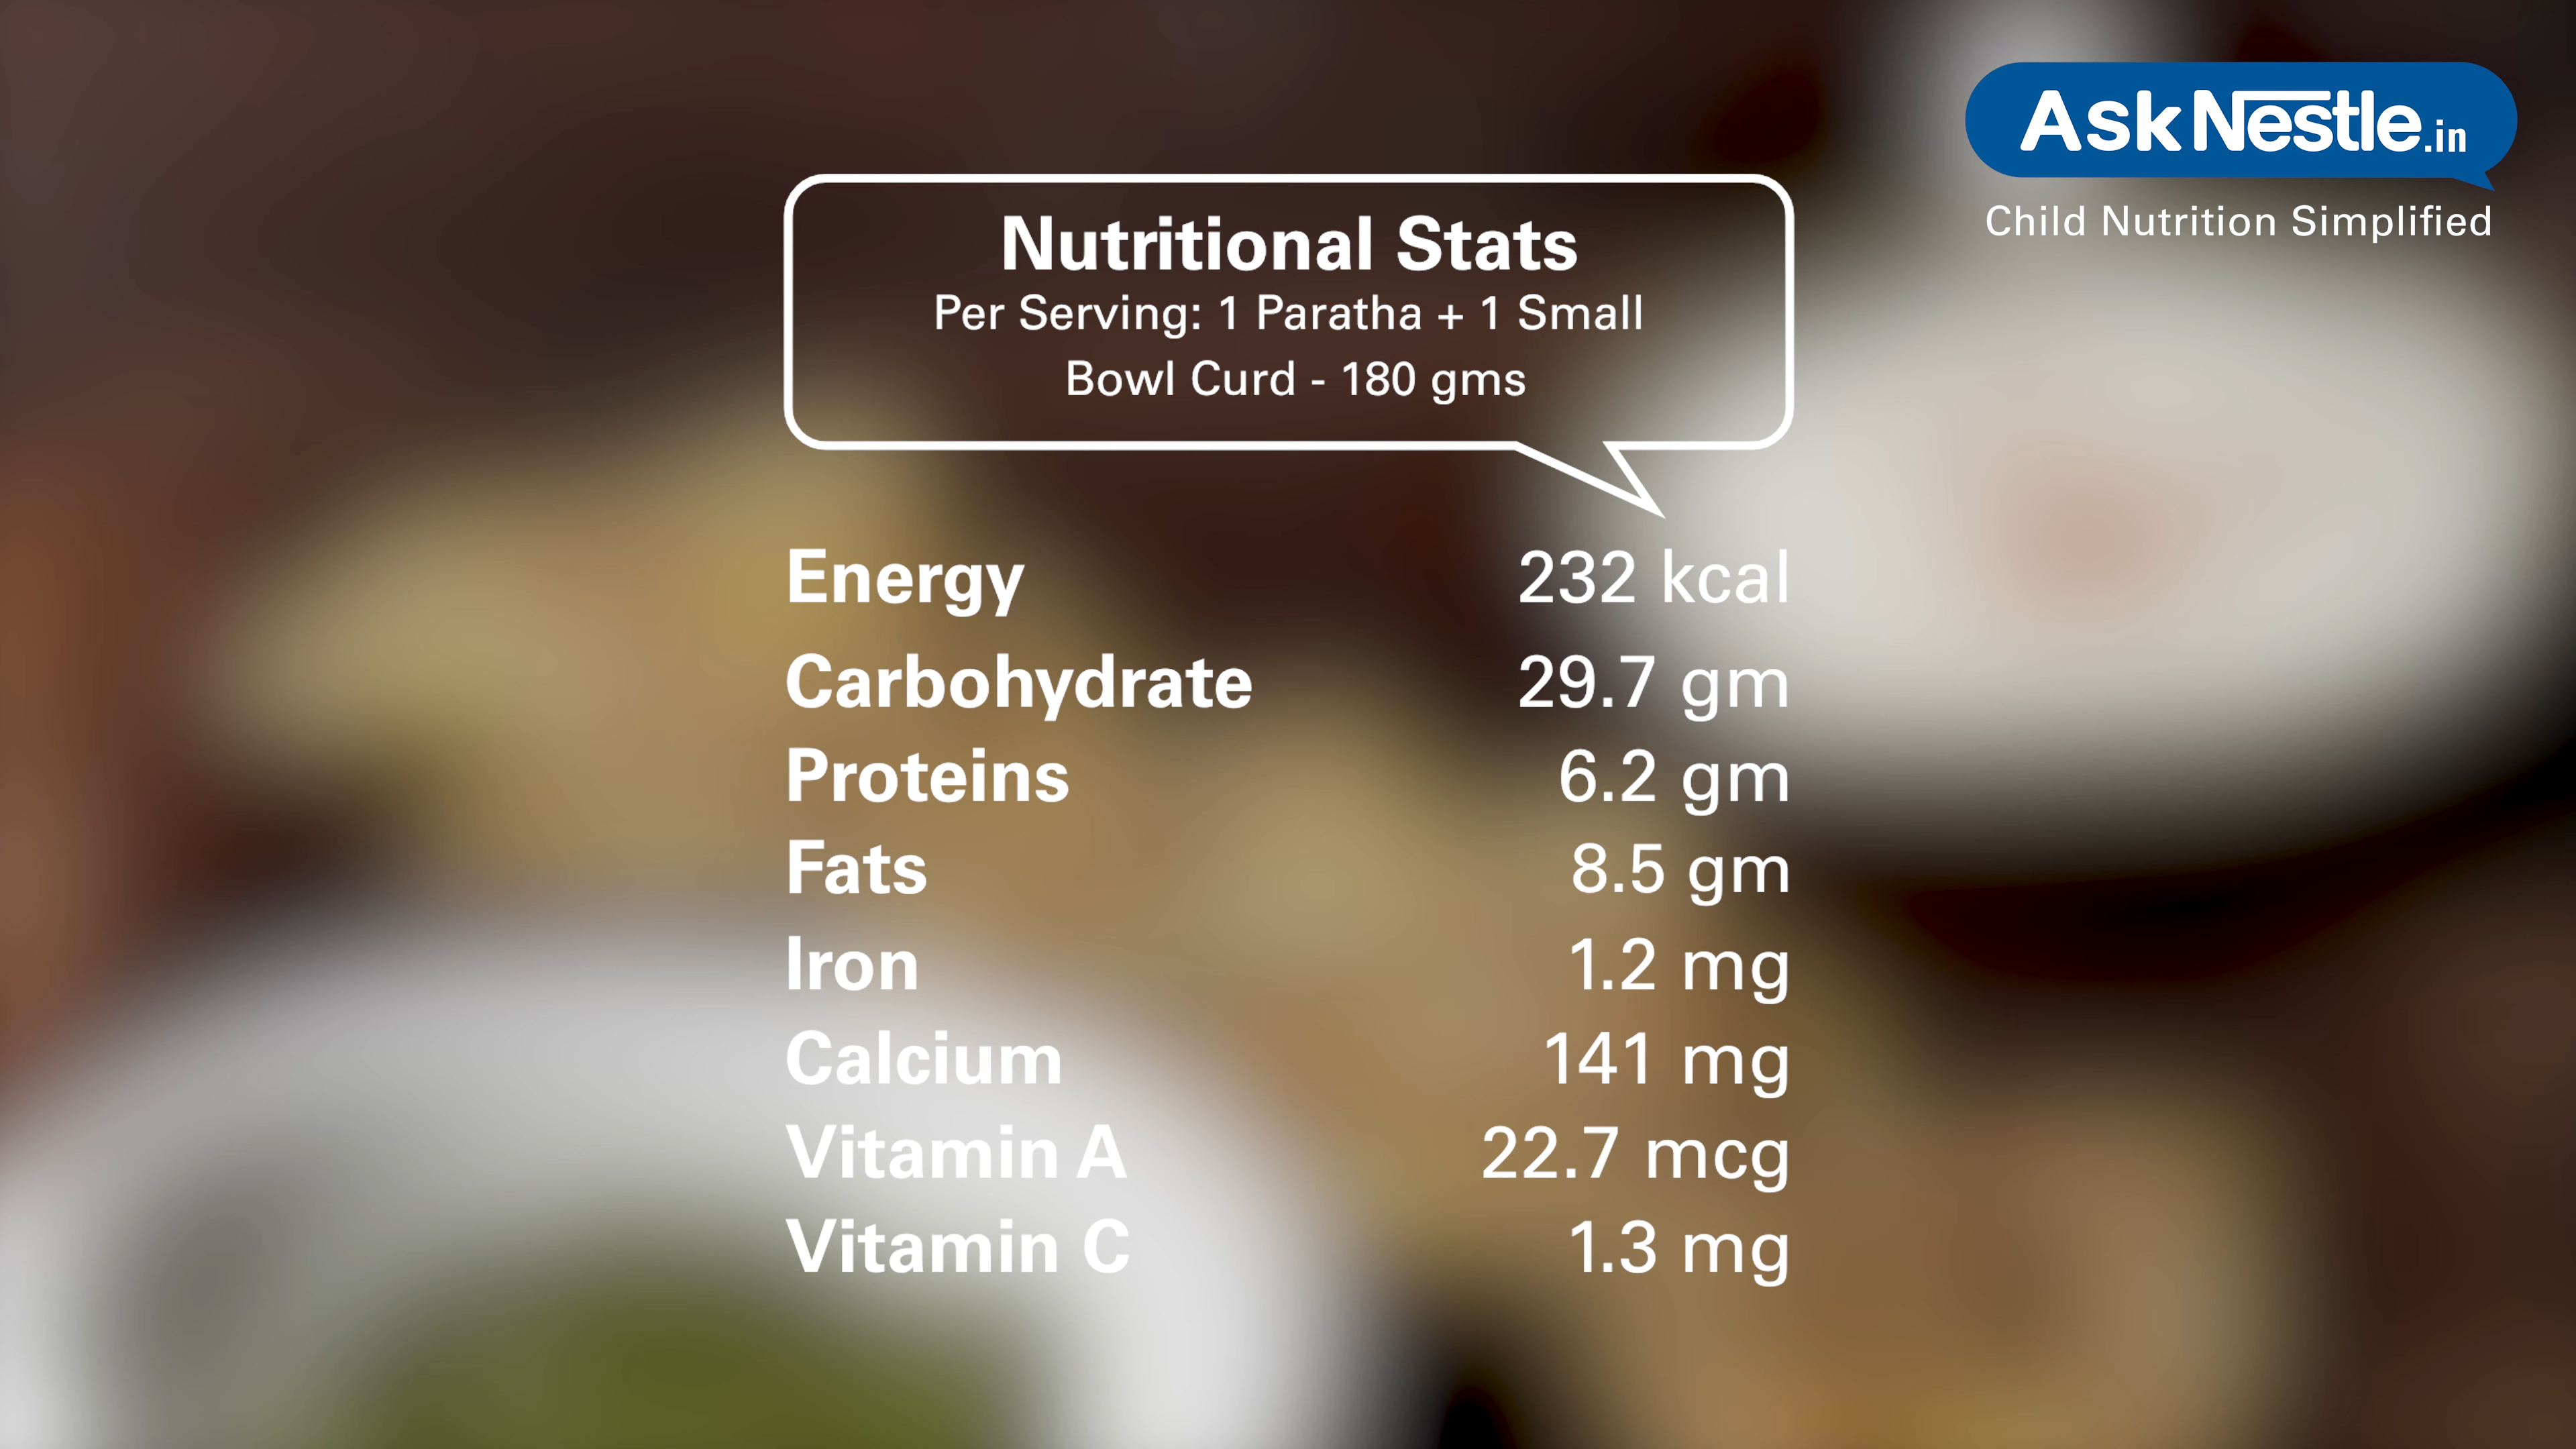 AskNestle.in
Child Nutrition Simplified
Nutritional Stats
Per Serving: 1 Paratha + 1 Small
Bowl Curd - 180 gms
Energy 232 kcal
Carbohydrate 29.7 gm
Proteins 6.2 gm
Fats 8.5 gm
Iron 1.2 mg
Calcium 141 mg
Vitamin A 22.7 mcg
Vitamin C 1.3 mg